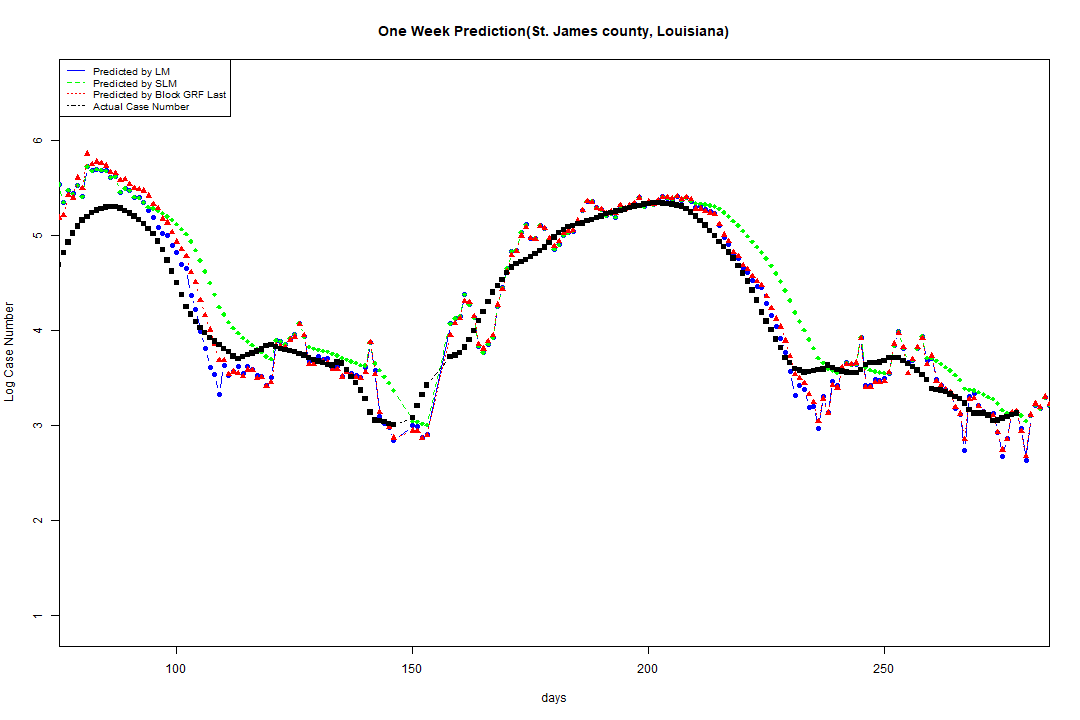 One Week Prediction(St. James county, Louisiana)
Predicted by LM
Predicted by SLM
Predicted by Block GRF Last
Actual Case Number
6
5
4
3
2
1
Log Case Number
100 150 200 250
days